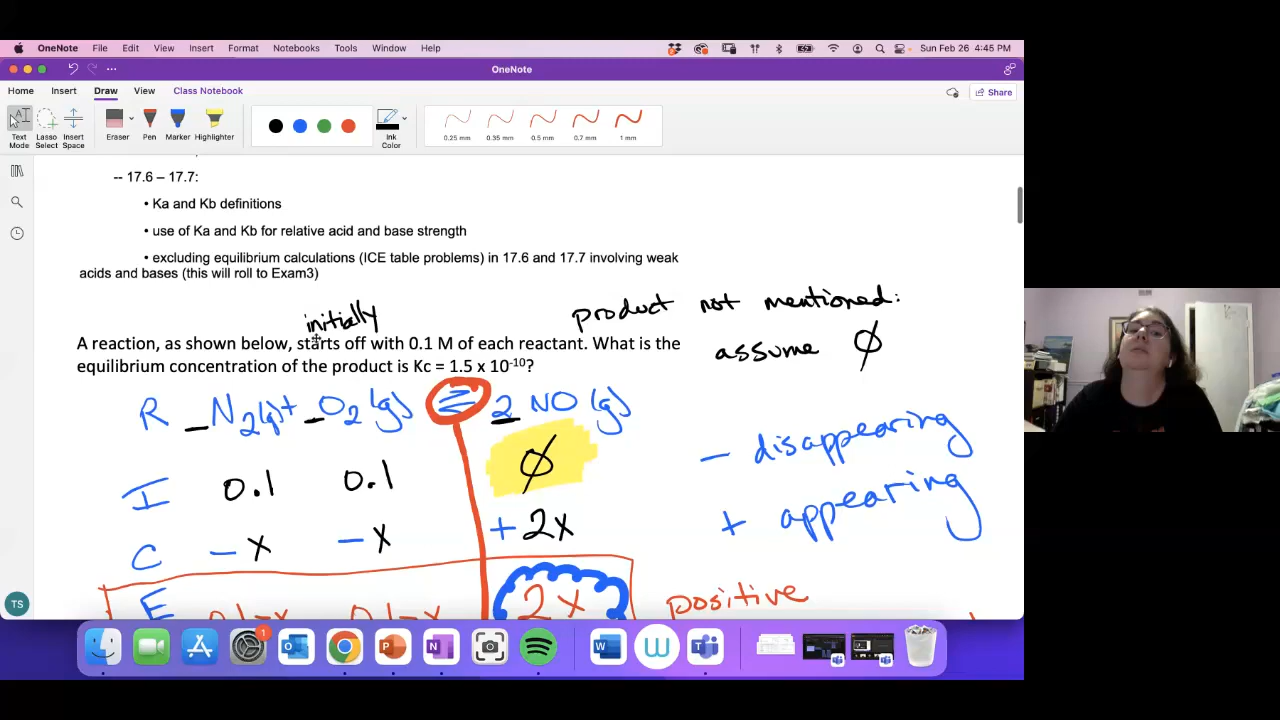 OneNote File Edit View Insert Format Notebooks Tools Window Help Sun Feb 26 4:45 PM
OneNote
Home Insert Draw View Class Notebook Share
Text Mode Lasso Select Insert Space Eraser Pen Marker Highlighter Ink Color 0.25 mm 0.35 mm 0.5 mm 0.7 mm 1 mm
-- 17.6 – 17.7:
• Ka and Kb definitions
• use of Ka and Kb for relative acid and base strength
• excluding equilibrium calculations (ICE table problems) in 17.6 and 17.7 involving weak
acids and bases (this will roll to Exam3)
initially product not mentioned:
A reaction, as shown below, starts off with 0.1 M of each reactant. What is the assume ∅
equilibrium concentration of the product is Kc = 1.5 x 10⁻¹⁰?
R _N₂(g) + _O₂(g) ⇌ 2 NO (g)
− disappearing
I 0.1 0.1 ∅
+ appearing
C −x −x +2x
E 0.1-x 0.1-x 2x positive
TS
1